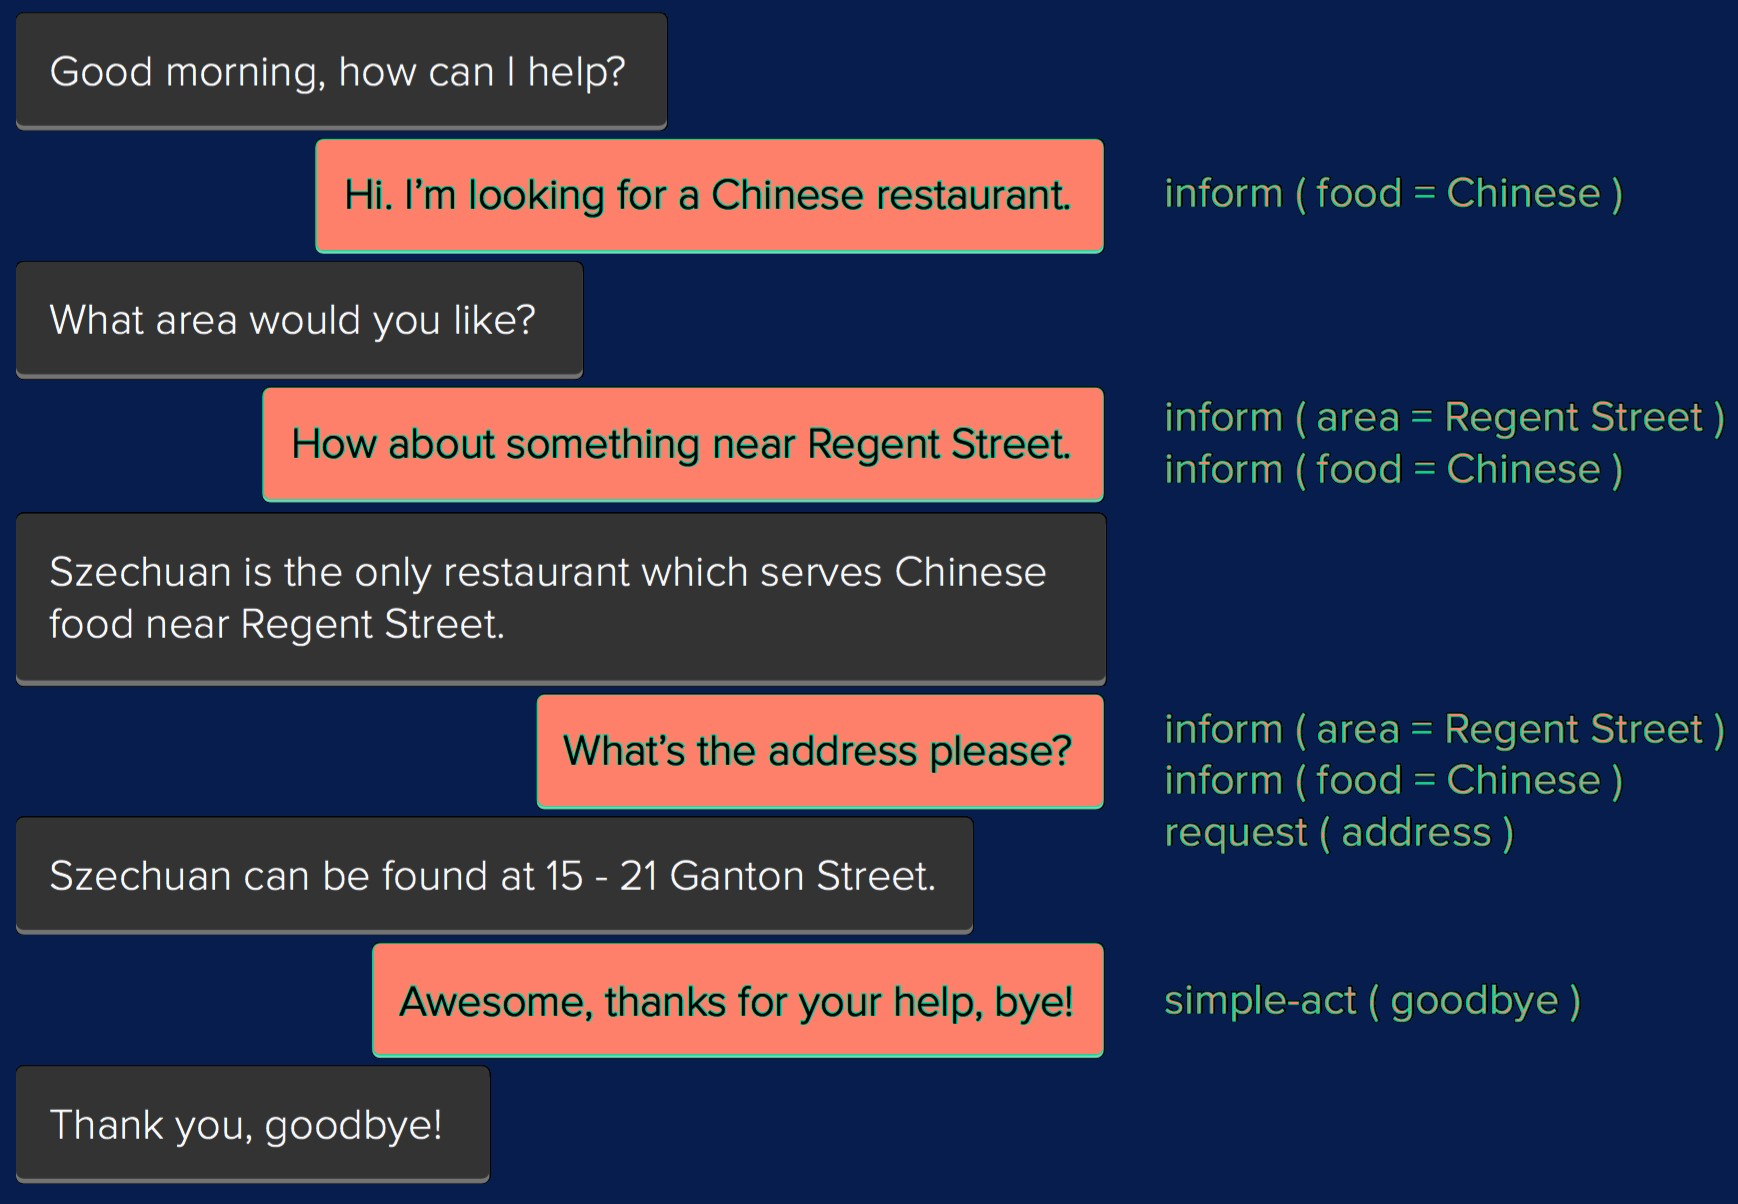 Good morning, how can I help?
Hi. I'm looking for a Chinese restaurant.
inform ( food = Chinese )
What area would you like?
How about something near Regent Street.
inform ( area = Regent Street )
inform ( food = Chinese )
Szechuan is the only restaurant which serves Chinese
food near Regent Street.
What's the address please?
inform ( area = Regent Street )
inform ( food = Chinese )
request ( address )
Szechuan can be found at 15 - 21 Ganton Street.
Awesome, thanks for your help, bye!
simple-act ( goodbye )
Thank you, goodbye!